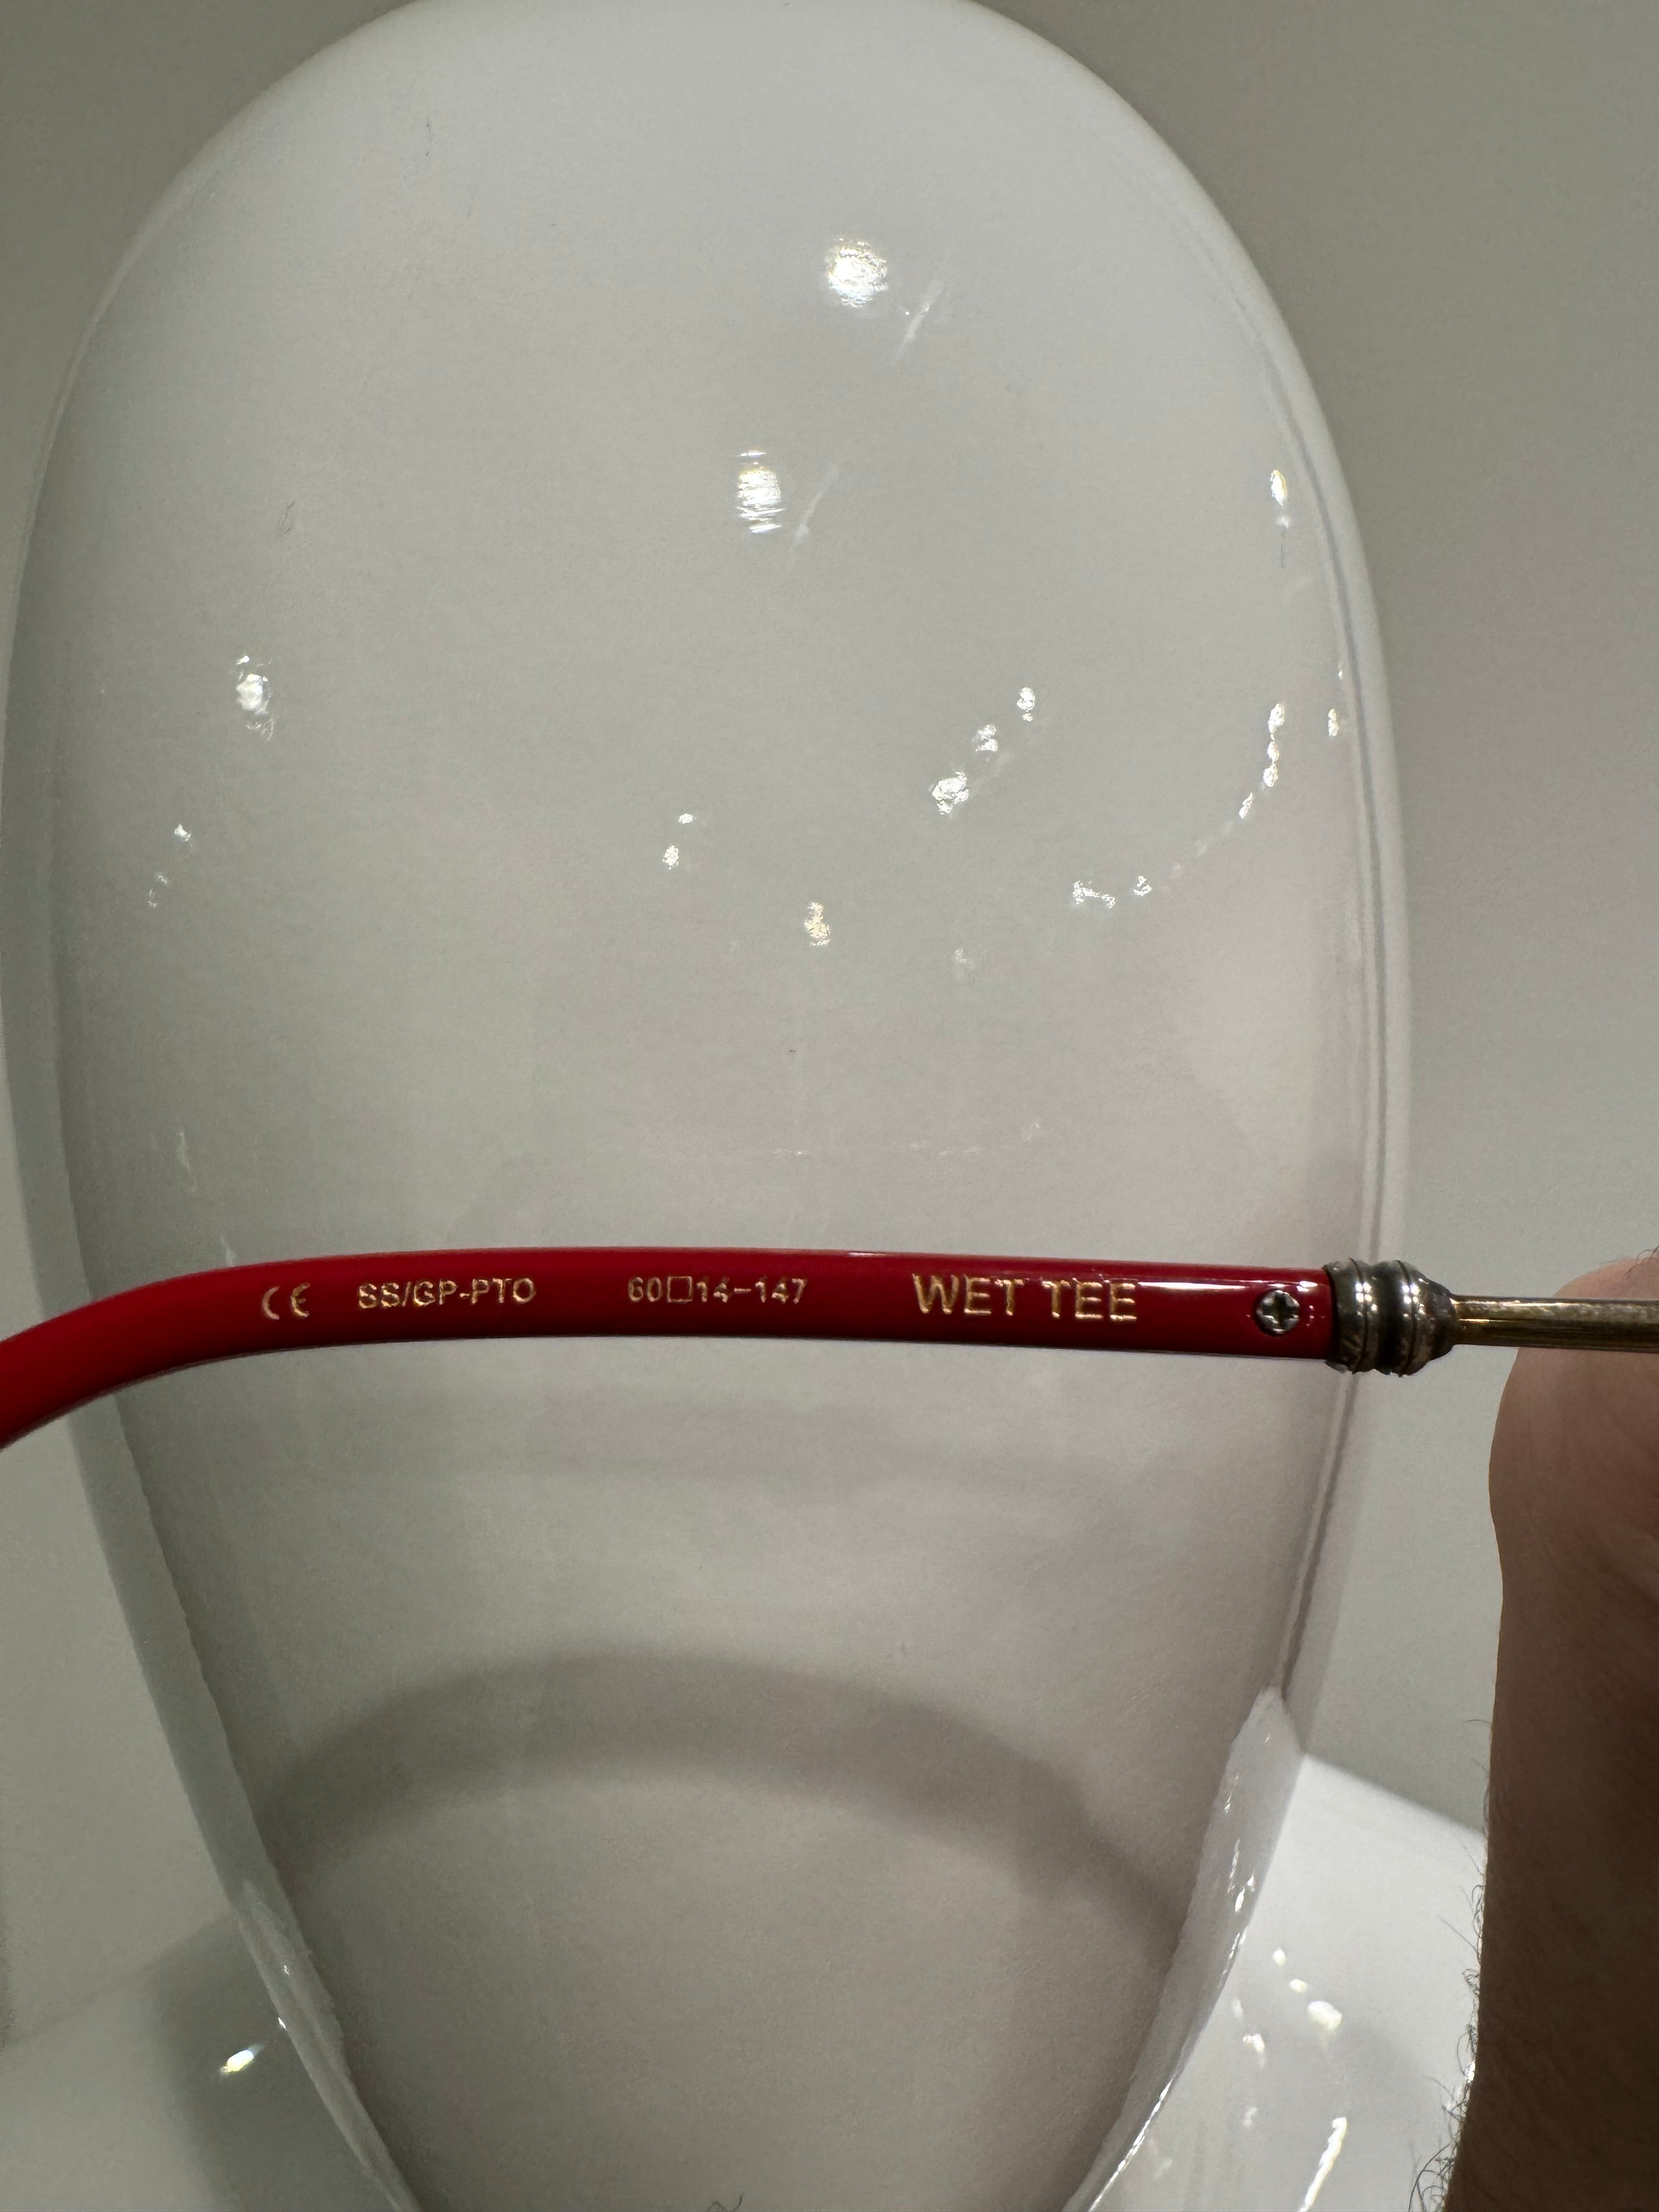 CE SS/GP-PTO 60□14-147 WET TEE